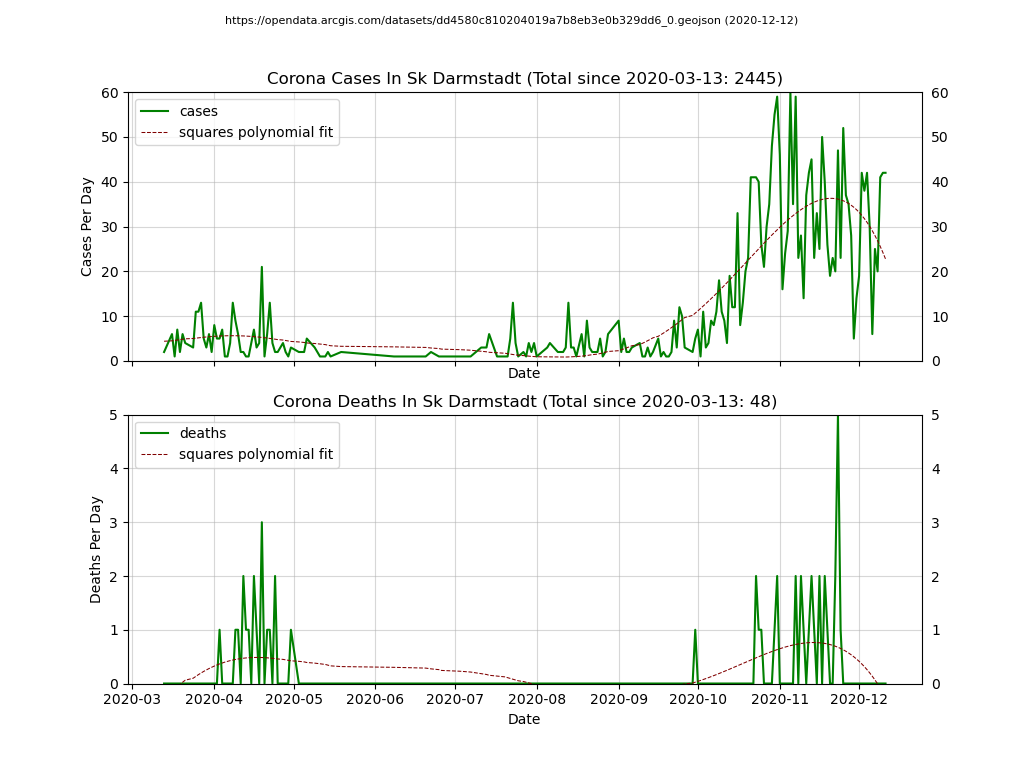 https://opendata.arcgis.com/datasets/dd4580c810204019a7b8eb3e0b329dd6_0.geojson (2020-12-12)
Corona Cases In Sk Darmstadt (Total since 2020-03-13: 2445)
cases
squares polynomial fit
Cases Per Day
60
50
40
30
20
10
0
60
50
40
30
20
10
0
Date
Corona Deaths In Sk Darmstadt (Total since 2020-03-13: 48)
deaths
squares polynomial fit
Deaths Per Day
5
4
3
2
1
0
5
4
3
2
1
0
2020-03 2020-04 2020-05 2020-06 2020-07 2020-08 2020-09 2020-10 2020-11 2020-12
Date